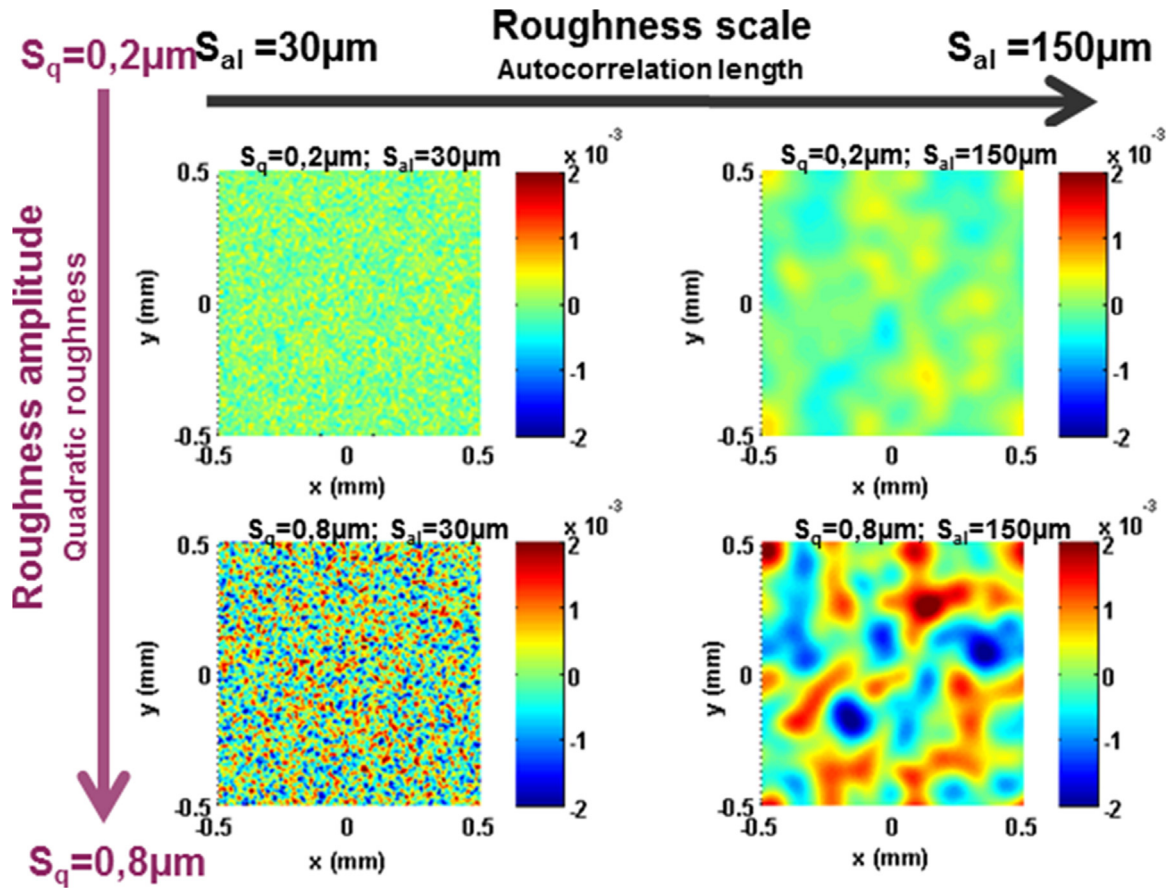 Roughness scale
Autocorrelation length
Sq=0,2µm
Sal =30µm
Sal =150µm
Roughness amplitude
Quadratic roughness
Sq=0,8µm
Sq=0,2µm; Sal=30µm
x 10-3
0.5
0
-0.5
y (mm)
-0.5
0
0.5
x (mm)
2
1
0
-1
-2
Sq=0,2µm; Sal=150µm
x 10-3
0.5
0
-0.5
y (mm)
-0.5
0
0.5
x (mm)
2
1
0
-1
-2
Sq=0,8µm; Sal=30µm
x 10-3
0.5
0
-0.5
y (mm)
-0.5
0
0.5
x (mm)
2
1
0
-1
-2
Sq=0,8µm; Sal=150µm
x 10-3
0.5
0
-0.5
y (mm)
-0.5
0
0.5
x (mm)
2
1
0
-1
-2